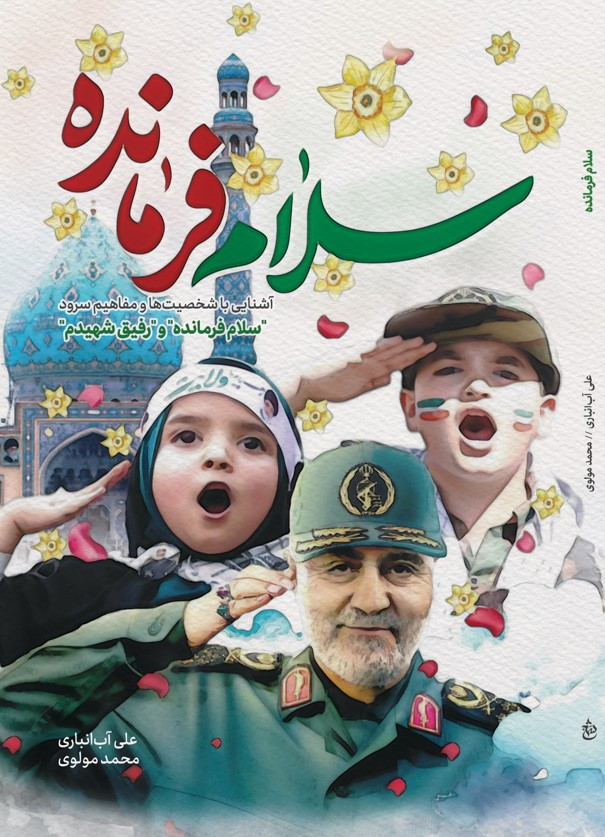 سلام فرمانده
آشنایی با شخصیت‌ها و مفاهیم سرود
"سلام فرمانده" و "رفیق شهیدم"
ولایت
علی آب‌انباری
محمد مولوی
سلام فرمانده
علی آب‌انباری // محمد مولوی